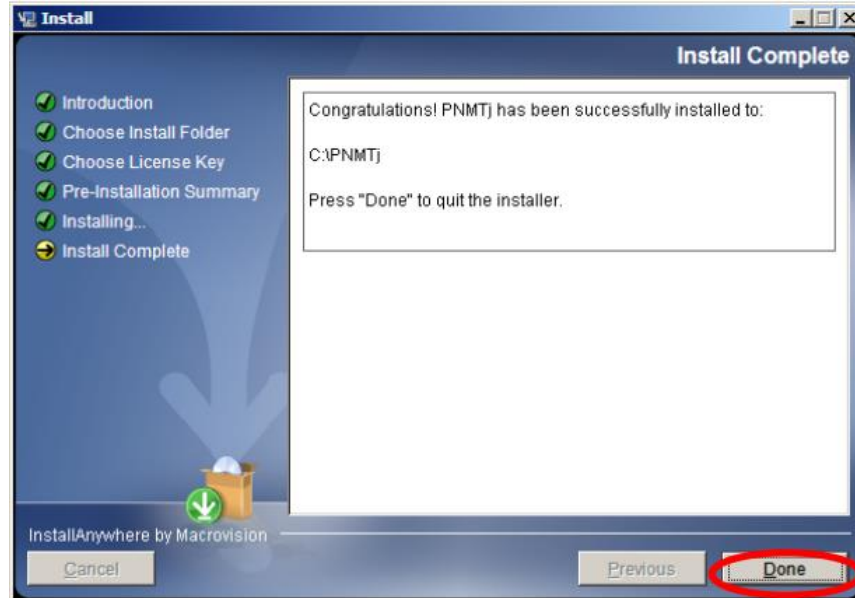 Install
Install Complete
Introduction
Choose Install Folder
Choose License Key
Pre-Installation Summary
Installing...
Install Complete
Congratulations! PNMTj has been successfully installed to:
C:\PNMTj
Press "Done" to quit the installer.
InstallAnywhere by Macrovision
Cancel
Previous
Done